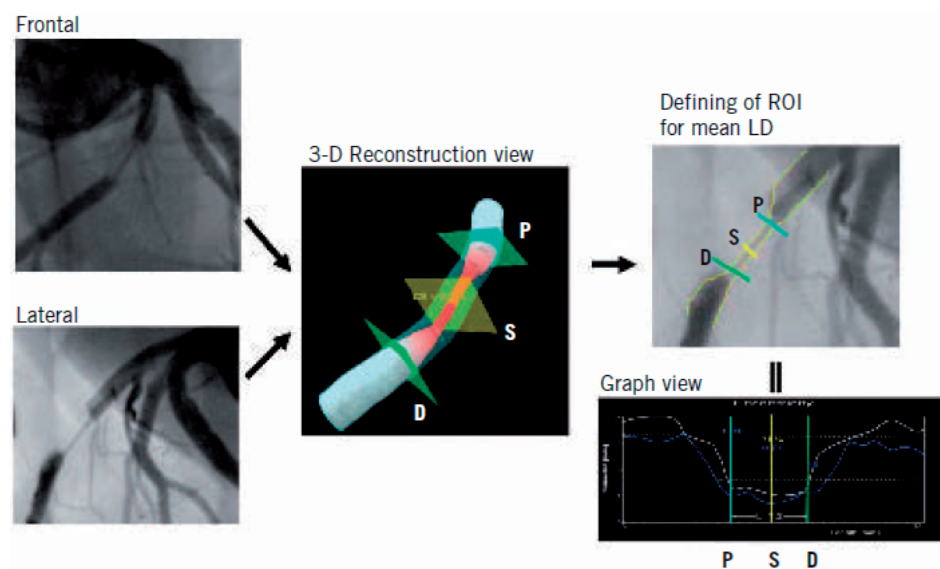 Frontal
Lateral
3-D Reconstruction view
P
S
D
Defining of ROI
for mean LD
P
S
D
Graph view
P S D